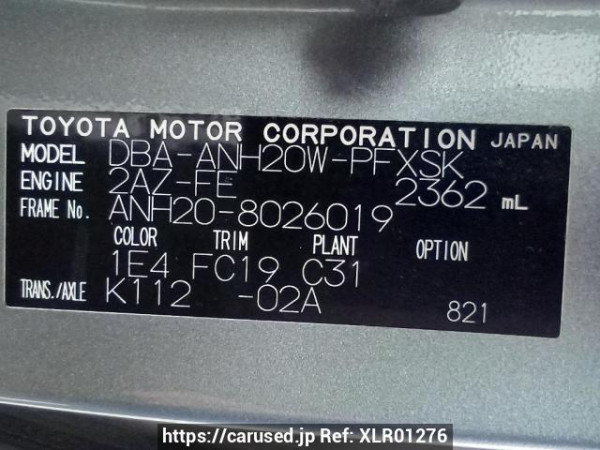 TOYOTA MOTOR CORPORATION JAPAN
MODEL DBA-ANH20W-PFXSK
ENGINE 2AZ-FE 2362 mL
FRAME No. ANH20-8026019
COLOR TRIM PLANT OPTION
1E4 FC19 C31
TRANS./AXLE K112 -02A 821
https://carused.jp Ref: XLR01276